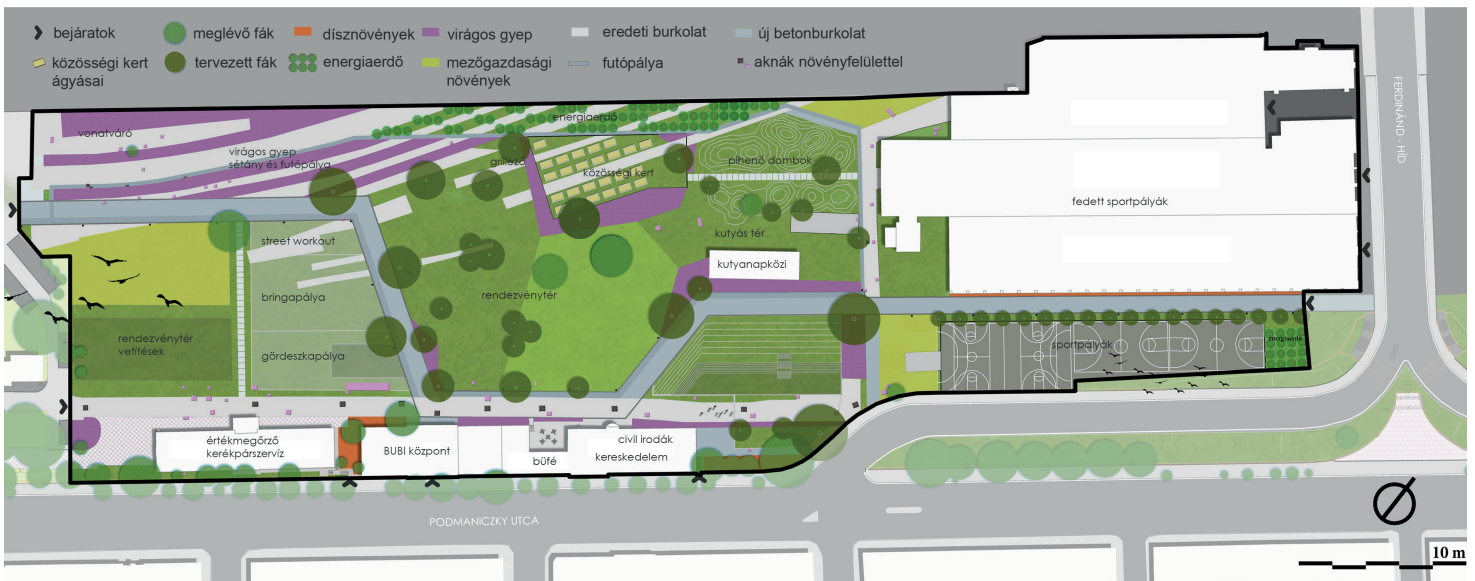 bejáratok
meglévő fák
dísznövények
virágos gyep
eredeti burkolat
új betonburkolat
közösségi kert
ágyásai
tervezett fák
energiaerdő
mezőgazdasági
növények
futópálya
aknák növényfelülettel
vonatváró
virágos gyep
sétány és futópálya
energiaerdő
grillező
közösségi kert
pihenő dombok
fedett sportpályák
FERDINÁND - HÍD
street workout
kutyás tér
kutyanapközi
bringapálya
rendezvénytér
rendezvénytér
vetítések
gördeszkapálya
sportpályák
energiaerdő
értékmegőrző
kerékpárszervíz
BUBI központ
büfé
civil irodák
kereskedelem
PODMANICZKY UTCA
10 m